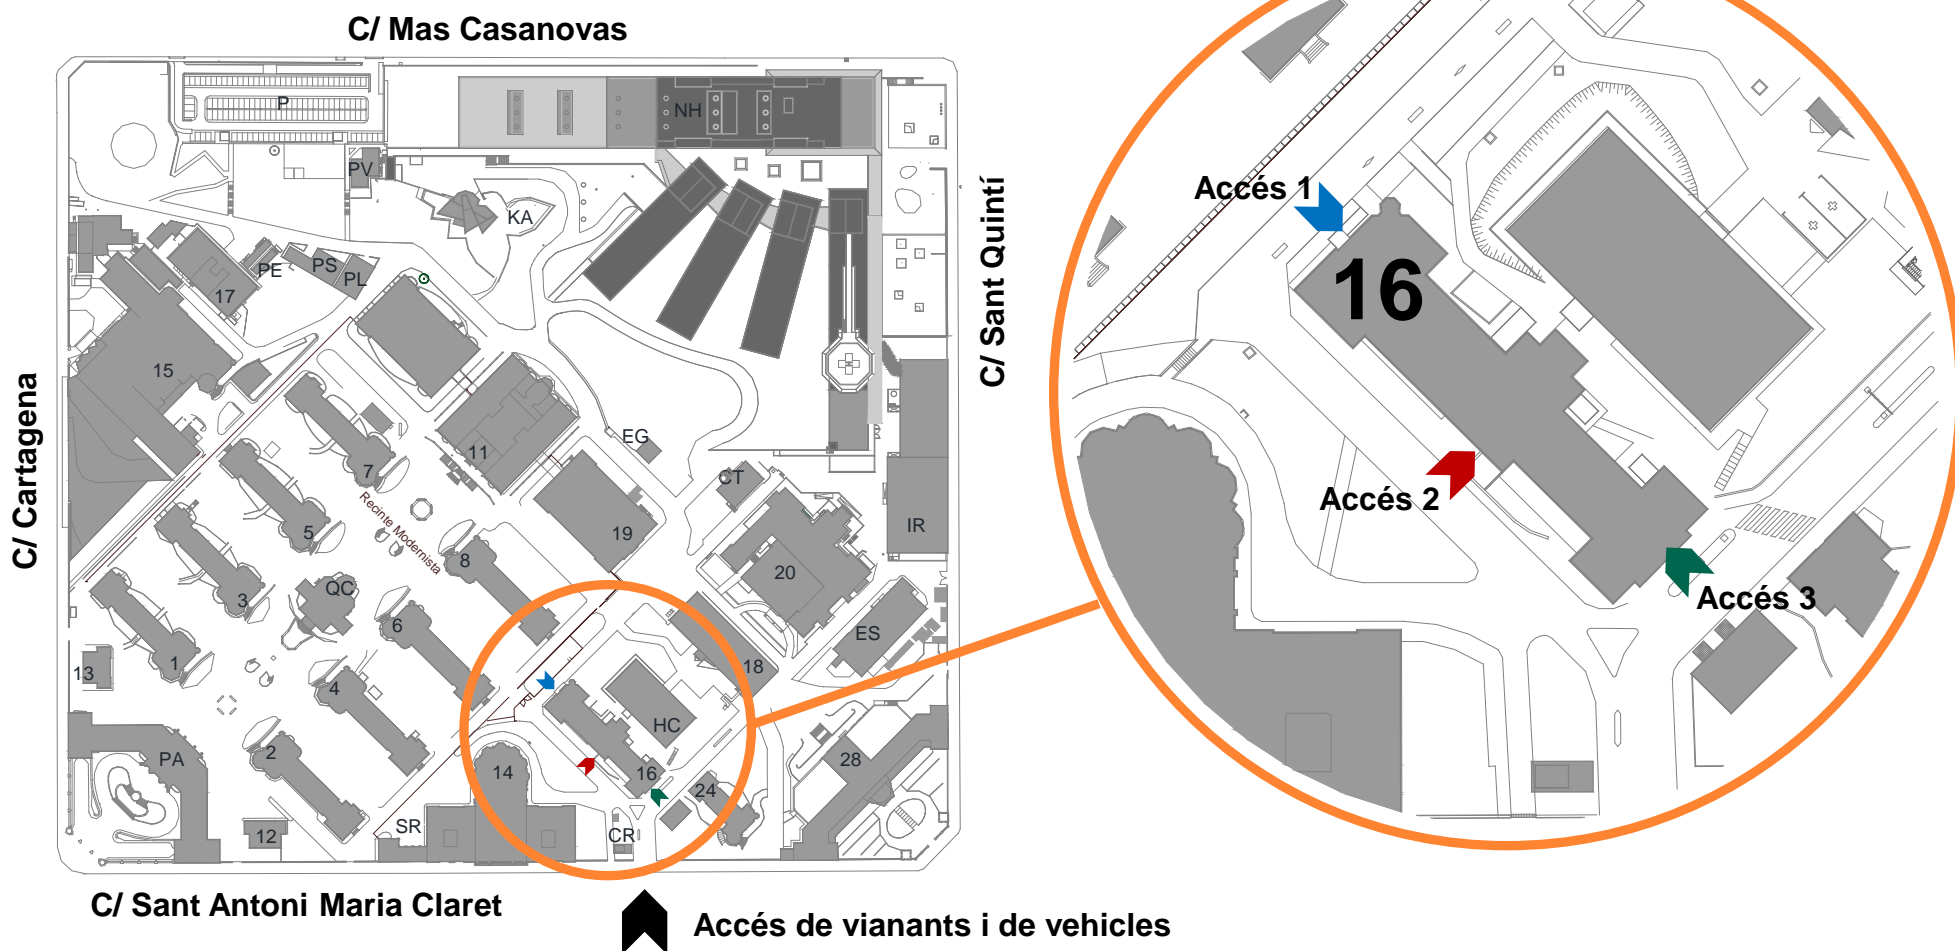 C/ Mas Casanovas
P
NH
PV
KA
C/ Sant Quintí
PE
PS
PL
17
15
C/ Cartagena
7
11
EG
CT
IR
5
Recinte Modernista
19
8
20
3
QC
6
ES
1
13
4
18
HC
2
PA
14
16
28
24
12
SR
CR
C/ Sant Antoni Maria Claret
Accés de vianants i de vehicles
Accés 1
16
Accés 2
Accés 3